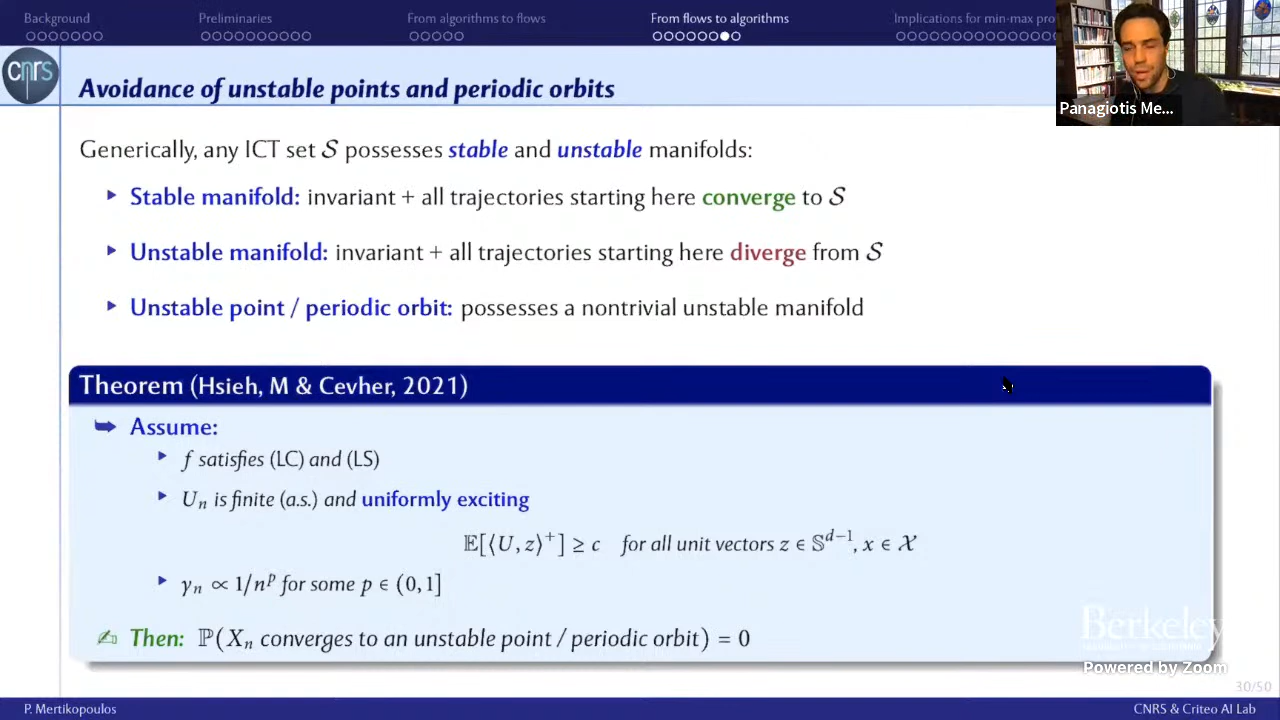 Background
Preliminaries
From algorithms to flows
From flows to algorithms
Implications for min-max pro
cnrs
Avoidance of unstable points and periodic orbits
Panagiotis Me...
Generically, any ICT set 𝒮 possesses stable and unstable manifolds:
Stable manifold: invariant + all trajectories starting here converge to 𝒮
Unstable manifold: invariant + all trajectories starting here diverge from 𝒮
Unstable point / periodic orbit: possesses a nontrivial unstable manifold
Theorem (Hsieh, M & Cevher, 2021)
Assume:
f satisfies (LC) and (LS)
Uₙ is finite (a.s.) and uniformly exciting
𝔼[⟨U, z⟩⁺] ≥ c for all unit vectors z ∈ 𝕊ᵈ⁻¹, x ∈ 𝒳
γₙ ∝ 1/nᵖ for some p ∈ (0, 1]
Then: ℙ(Xₙ converges to an unstable point / periodic orbit) = 0
Berkeley
Powered by Zoom
30/50
P. Mertikopoulos
CNRS & Criteo AI Lab